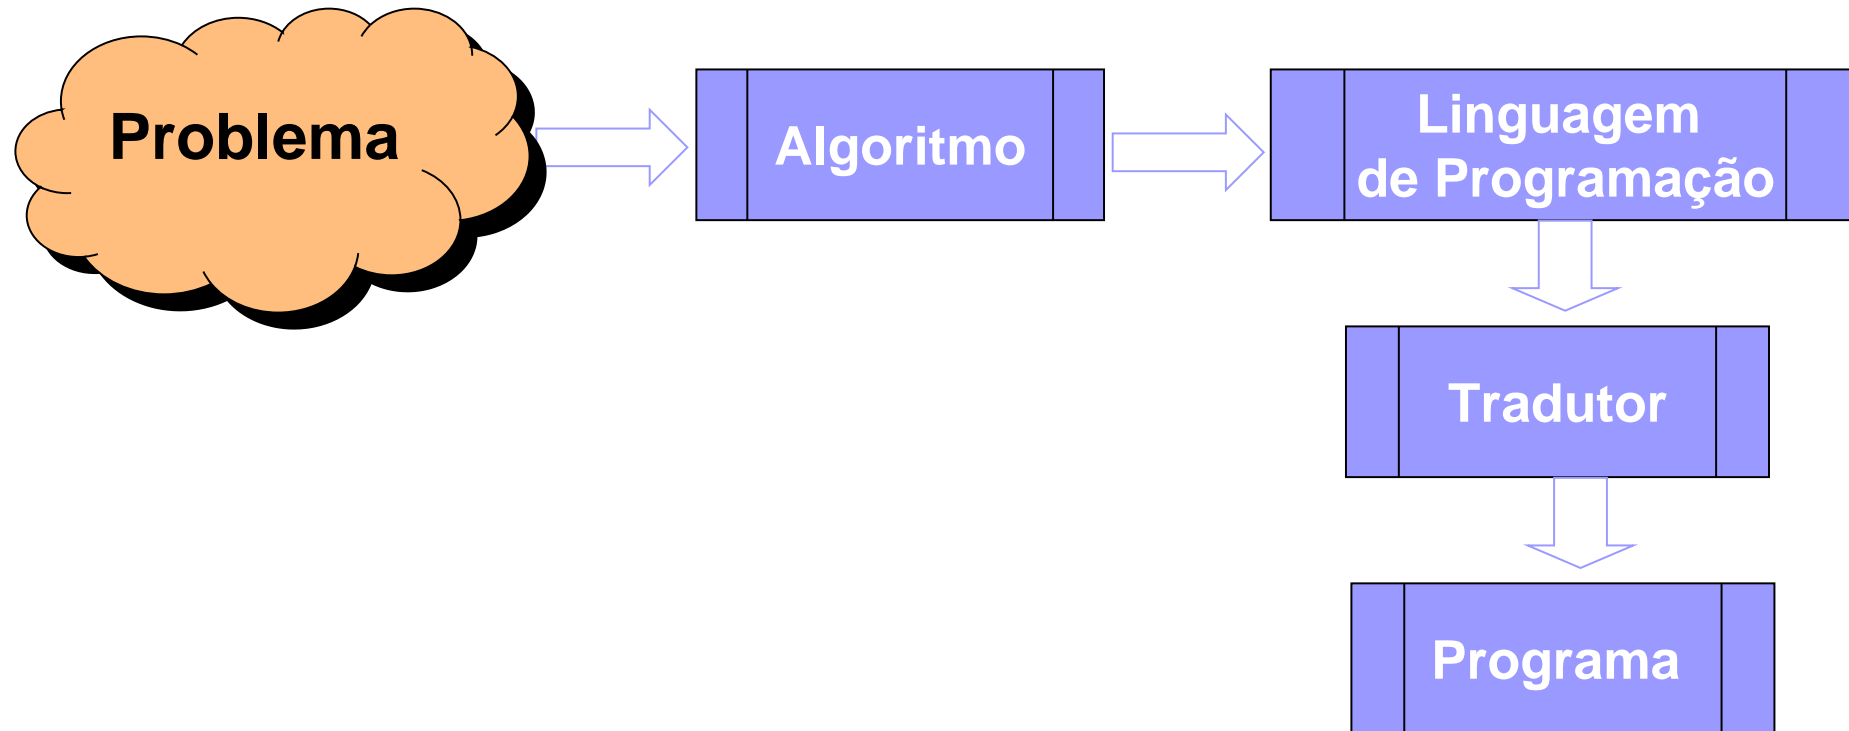 Problema
Algoritmo
Linguagem
de Programação
Tradutor
Programa